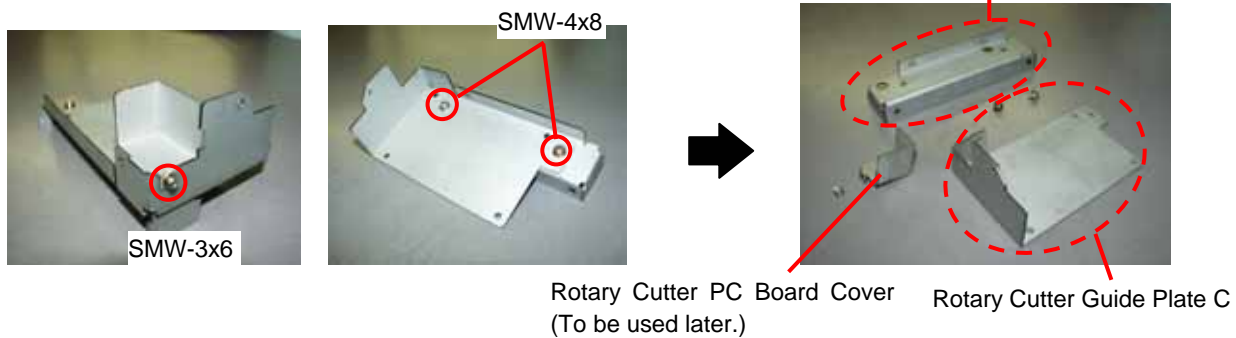 SMW-4x8
SMW-3x6
Rotary Cutter PC Board Cover
(To be used later.)
Rotary Cutter Guide Plate C